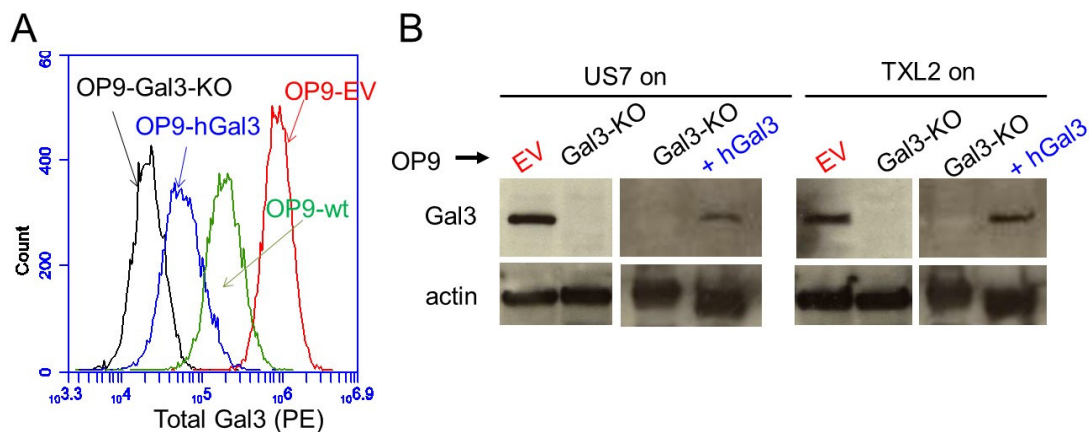 A
60
400
200
0
Count
OP9-Gal3-KO
OP9-hGal3
OP9-EV
OP9-wt
10^3.3 10^4 10^5 10^6 10^6.9
Total Gal3 (PE)
B
US7 on
TXL2 on
OP9
EV
Gal3-KO
Gal3-KO
+ hGal3
EV
Gal3-KO
Gal3-KO
+ hGal3
Gal3
actin